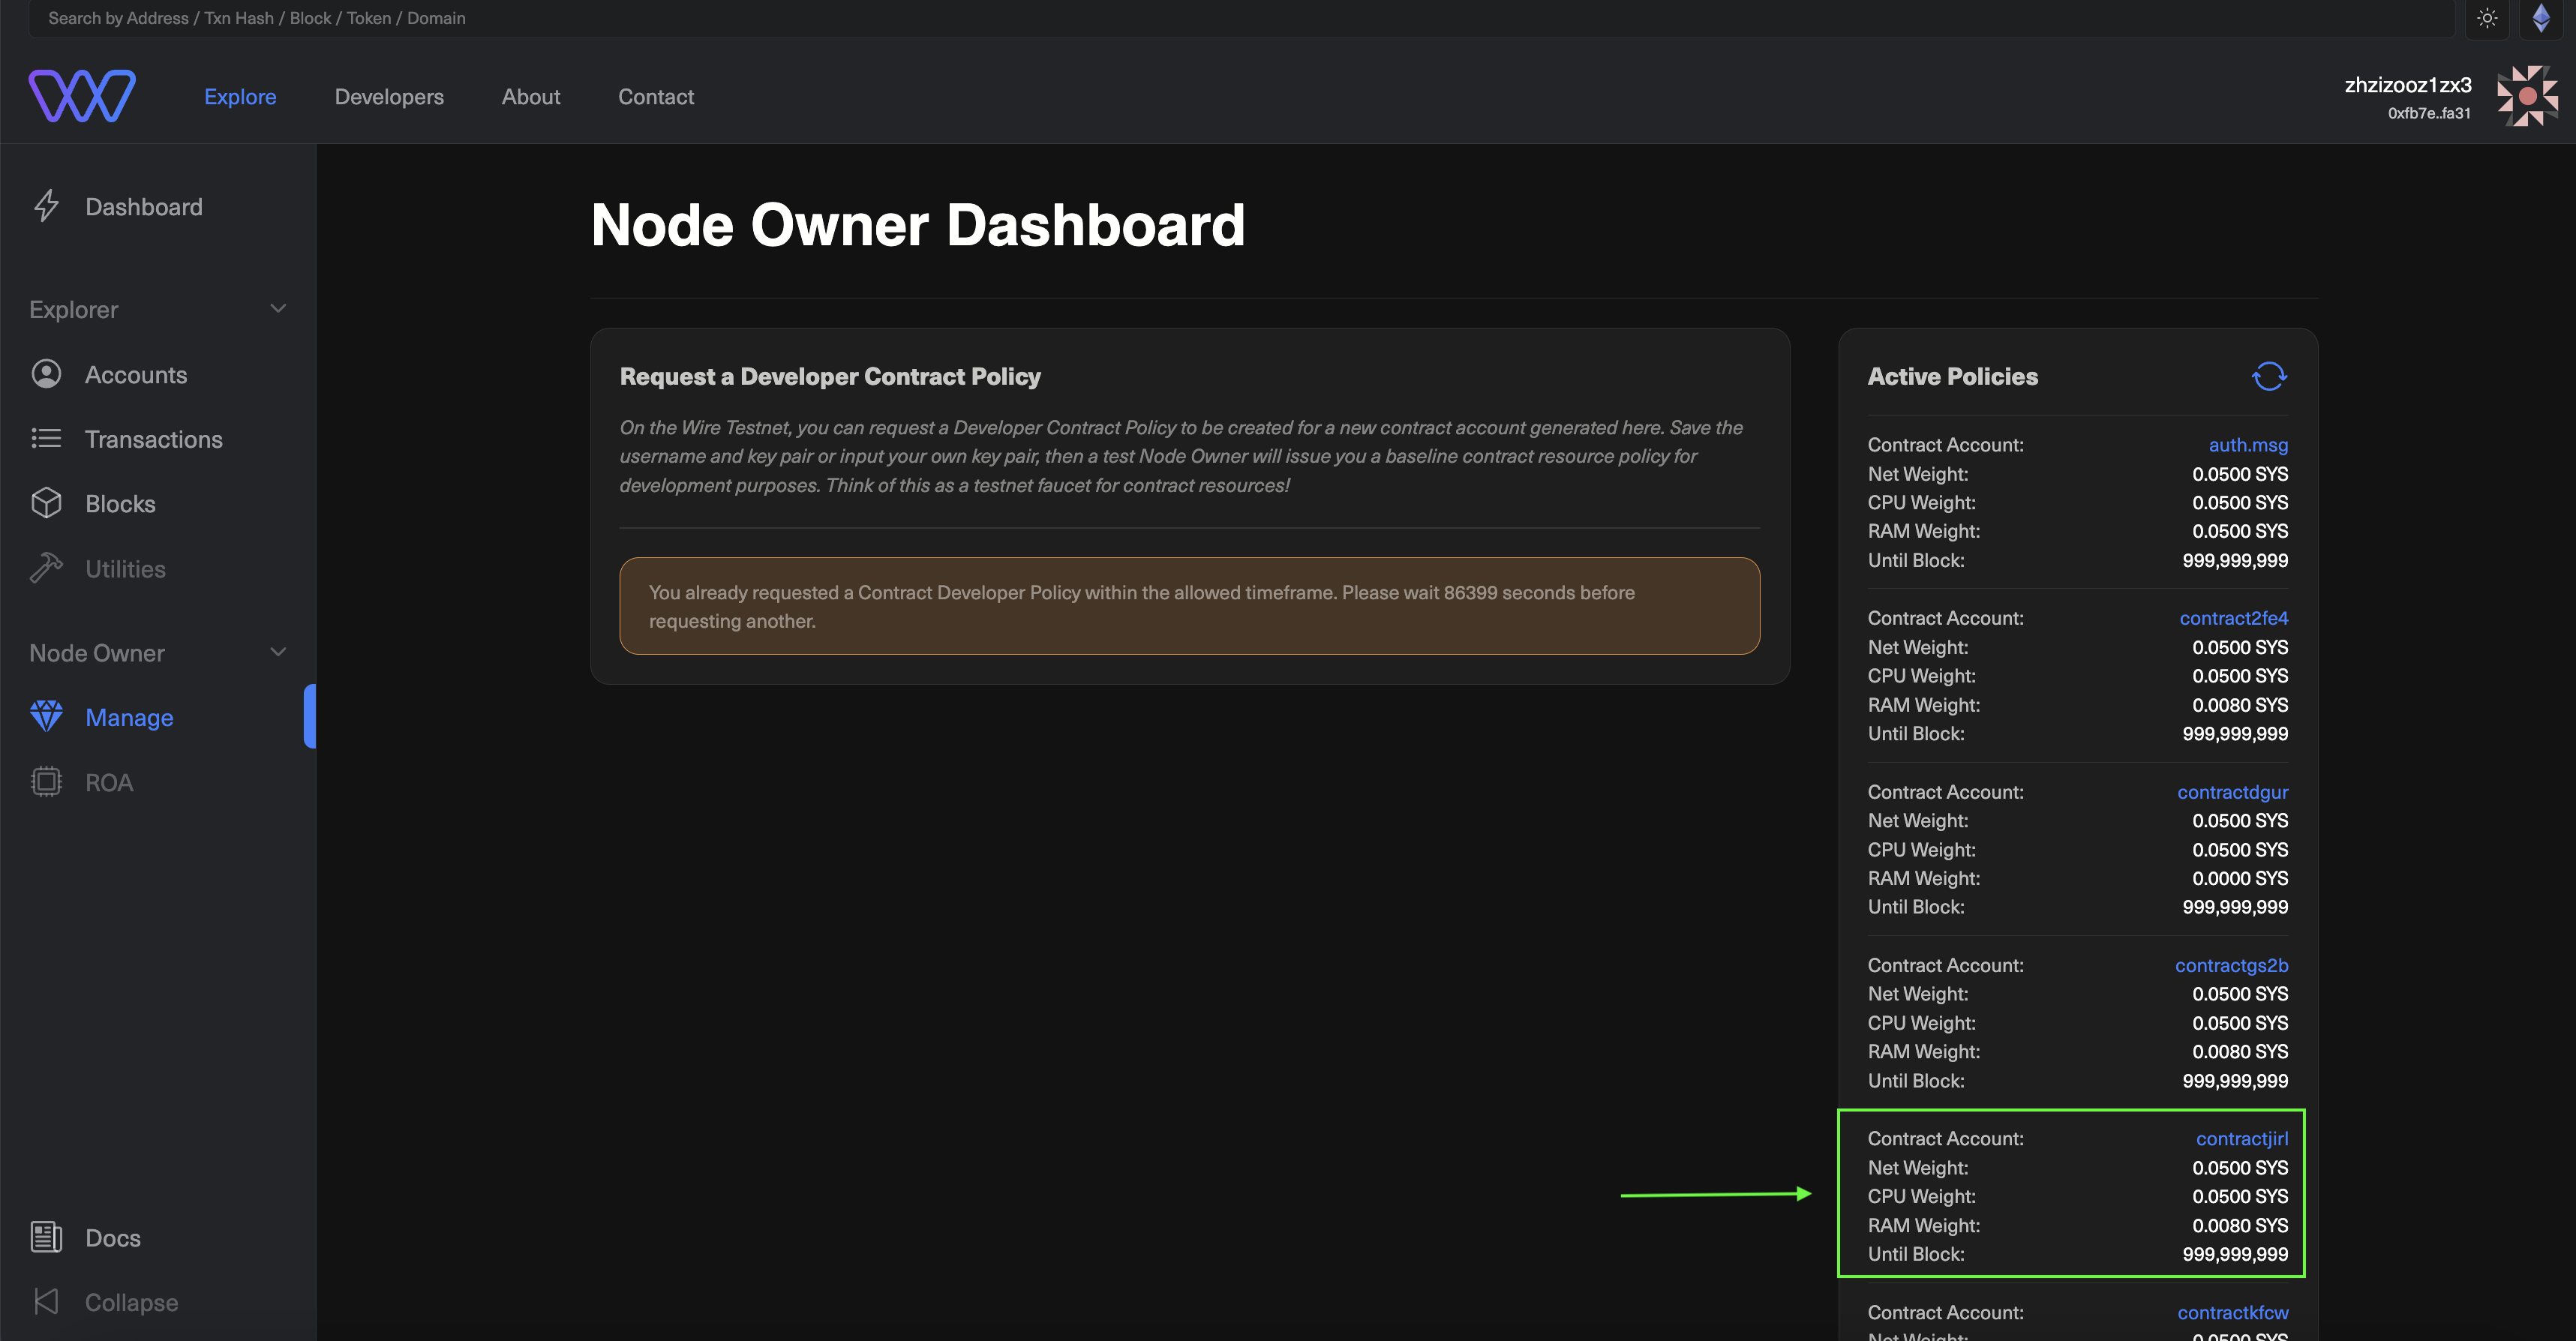 Search by Address / Txn Hash / Block / Token / Domain
Explore
Developers
About
Contact
zhzizooz1zx3
0xfb7e..fa31
Dashboard
Explorer
Accounts
Transactions
Blocks
Utilities
Node Owner
Manage
ROA
Docs
Collapse
Node Owner Dashboard
Request a Developer Contract Policy
On the Wire Testnet, you can request a Developer Contract Policy to be created for a new contract account generated here. Save the
username and key pair or input your own key pair, then a test Node Owner will issue you a baseline contract resource policy for
development purposes. Think of this as a testnet faucet for contract resources!
You already requested a Contract Developer Policy within the allowed timeframe. Please wait 86399 seconds before
requesting another.
Active Policies
Contract Account: auth.msg
Net Weight: 0.0500 SYS
CPU Weight: 0.0500 SYS
RAM Weight: 0.0500 SYS
Until Block: 999,999,999
Contract Account: contract2fe4
Net Weight: 0.0500 SYS
CPU Weight: 0.0500 SYS
RAM Weight: 0.0080 SYS
Until Block: 999,999,999
Contract Account: contractdgur
Net Weight: 0.0500 SYS
CPU Weight: 0.0500 SYS
RAM Weight: 0.0000 SYS
Until Block: 999,999,999
Contract Account: contractgs2b
Net Weight: 0.0500 SYS
CPU Weight: 0.0500 SYS
RAM Weight: 0.0080 SYS
Until Block: 999,999,999
Contract Account: contractjirl
Net Weight: 0.0500 SYS
CPU Weight: 0.0500 SYS
RAM Weight: 0.0080 SYS
Until Block: 999,999,999
Contract Account: contractkfcw
Net Weight: 0.0500 SYS